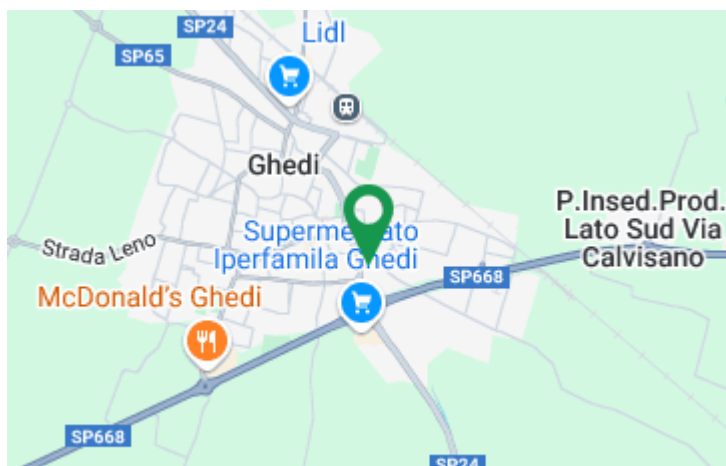 SP24
Lidl
SP65
Ghedi
P.Insed.Prod.
Lato Sud Via
Calvisano
Supermercato
Iperfamila Ghedi
Strada Leno
SP668
McDonald's Ghedi
SP668
SP24